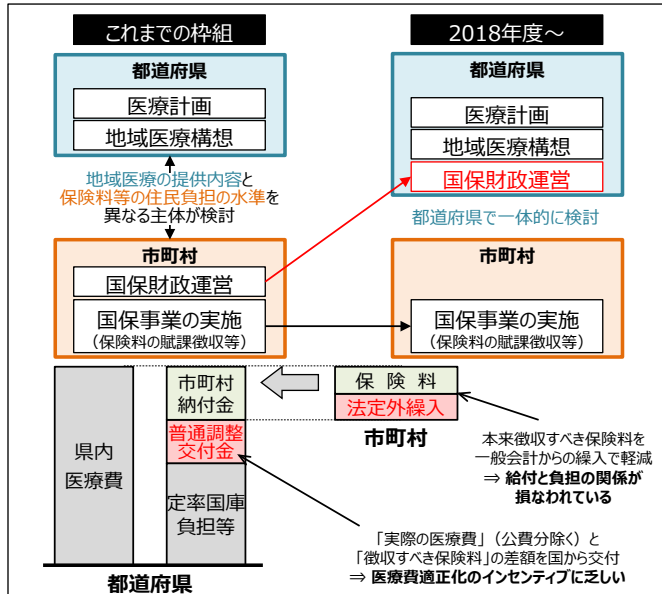 これまでの枠組
2018年度～
都道府県
医療計画
地域医療構想
地域医療の提供内容と
保険料等の住民負担の水準を
異なる主体が検討
市町村
国保財政運営
国保事業の実施
(保険料の賦課徴収等)
都道府県
医療計画
地域医療構想
国保財政運営
都道府県で一体的に検討
市町村
国保事業の実施
(保険料の賦課徴収等)
県内
医療費
市町村
納付金
普通調整
交付金
定率国庫
負担等
都道府県
保 険 料
法定外繰入
市町村
本来徴収すべき保険料を
一般会計からの繰入で軽減
⇒ 給付と負担の関係が
損なわれている
「実際の医療費」（公費分除く）と
「徴収すべき保険料」の差額を国から交付
⇒ 医療費適正化のインセンティブに乏しい